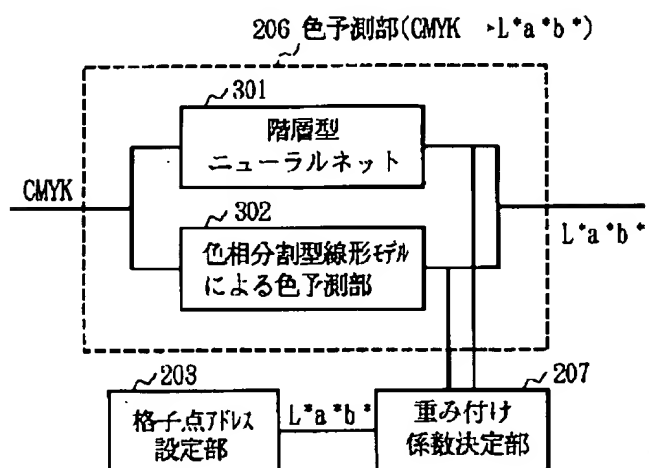 206 色予測部(CMYK →L*a*b*)
301
階層型
ニューラルネット
CMYK
302
色相分割型線形モデル
による色予測部
L*a*b*
203
格子点アドレス
設定部
L*a*b*
207
重み付け
係数決定部